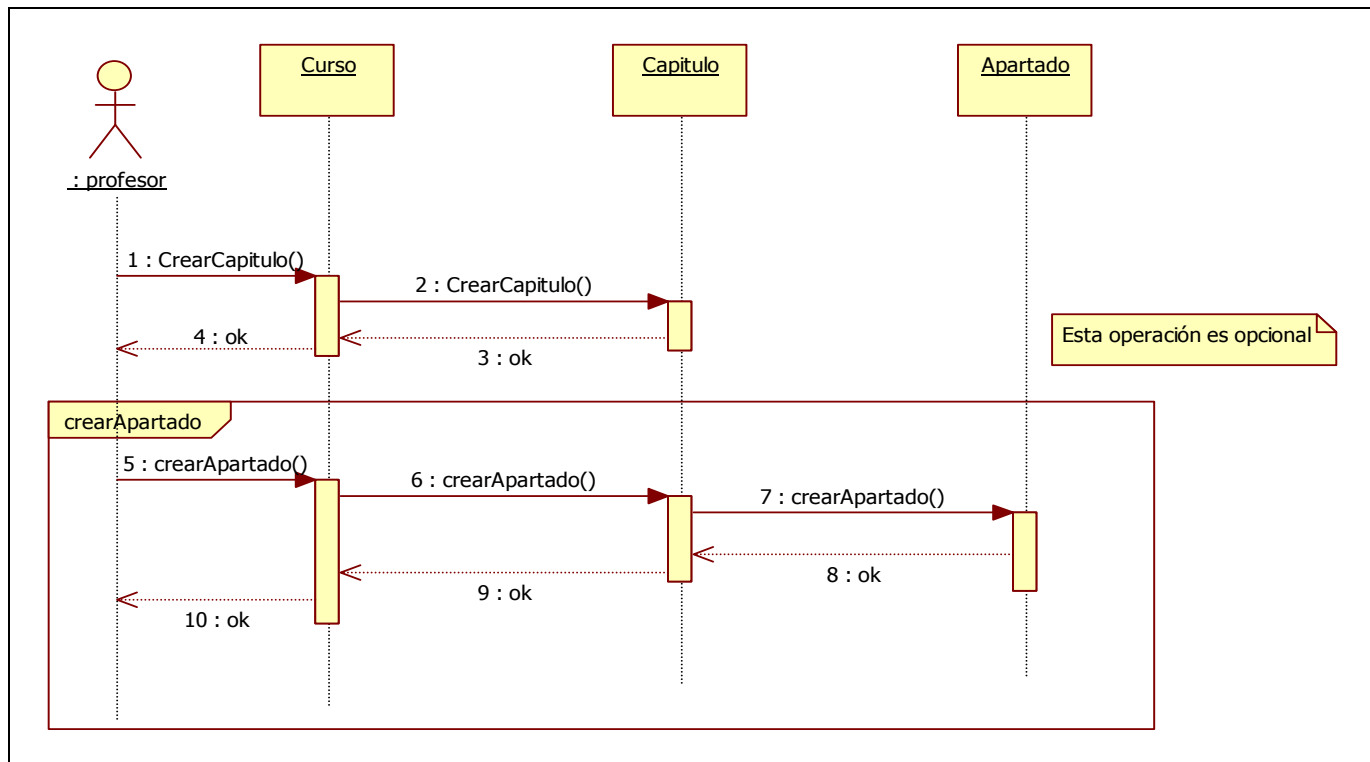 Curso
Capitulo
Apartado
: profesor
1 : CrearCapitulo()
2 : CrearCapitulo()
4 : ok
3 : ok
Esta operación es opcional
crearApartado
5 : crearApartado()
6 : crearApartado()
7 : crearApartado()
8 : ok
9 : ok
10 : ok